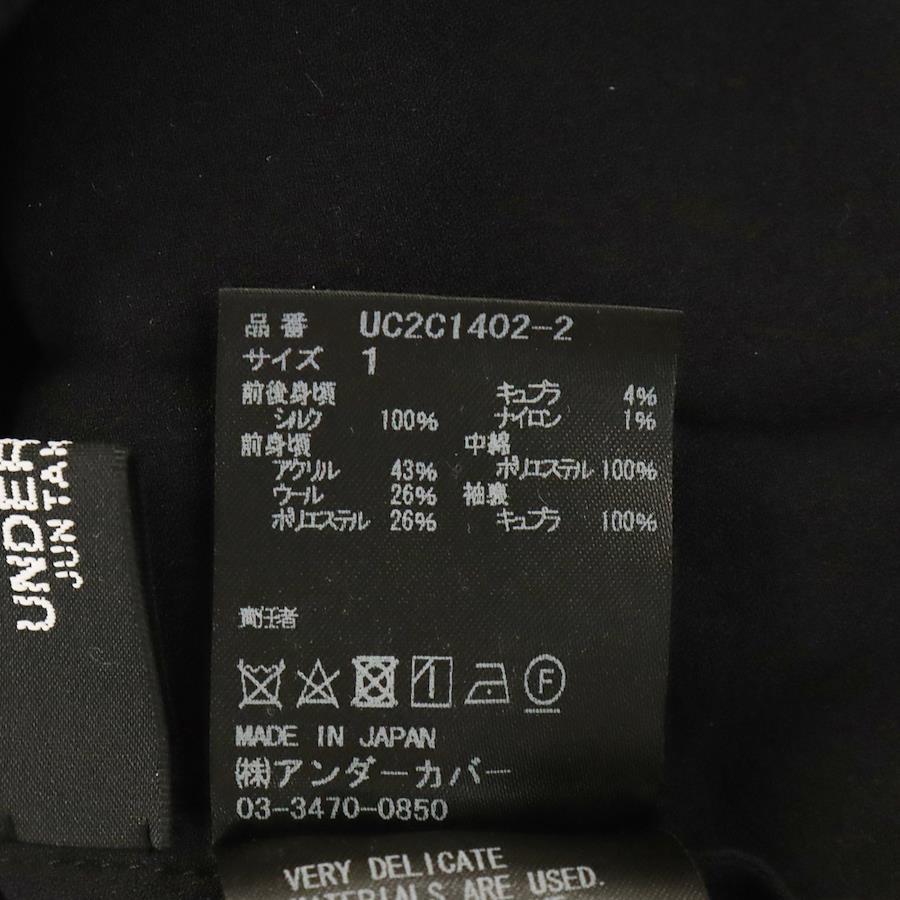 品番 UC2C1402-2
サイズ 1
前後身頃
シルク 100%
前身頃
アクリル 43%
ウール 26%
ポリエステル 26%
キュプラ 4%
ナイロン 1%
中綿
ポリエステル 100%
袖裏
キュプラ 100%
責任者
F
MADE IN JAPAN
(株)アンダーカバー
03-3470-0850
VERY DELICATE
MATERIALS ARE USED.
UNDER
JUN TAK